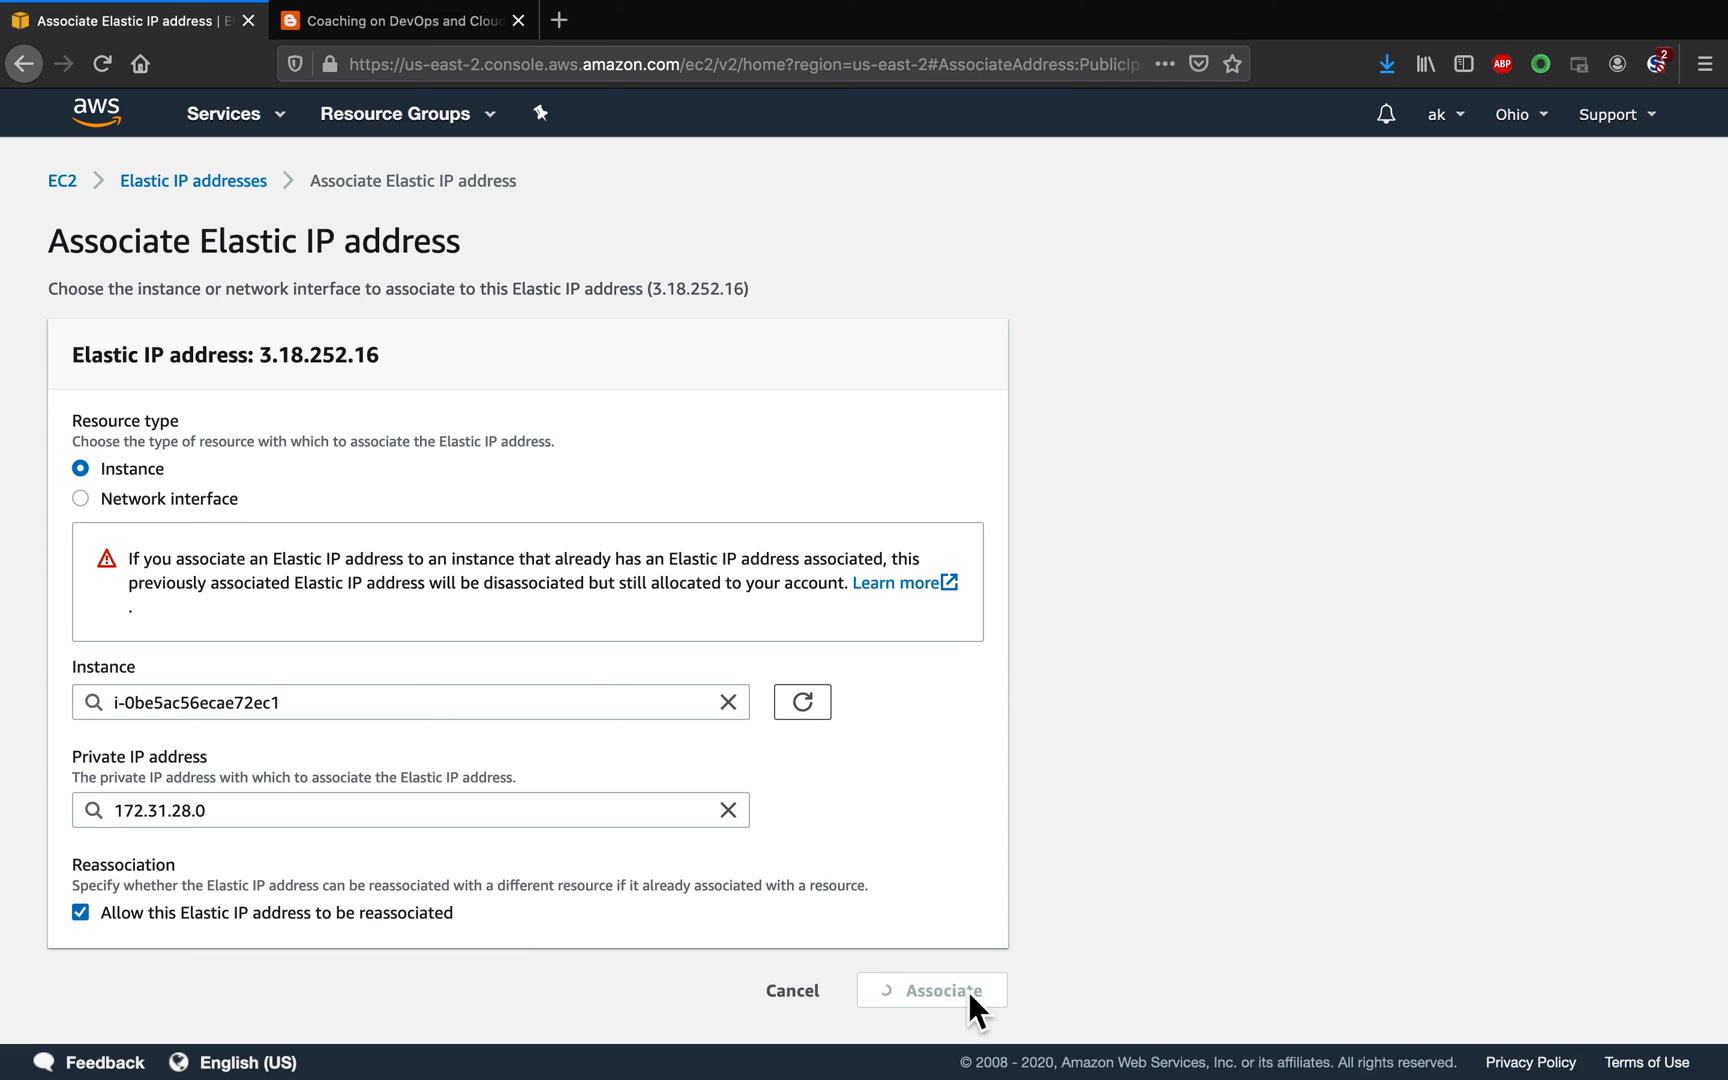 Associate Elastic IP address | E
Coaching on DevOps and Clou
https://us-east-2.console.aws.amazon.com/ec2/v2/home?region=us-east-2#AssociateAddress:PublicIp
ABP
2
aws
Services
Resource Groups
ak
Ohio
Support
EC2
Elastic IP addresses
Associate Elastic IP address
Associate Elastic IP address
Choose the instance or network interface to associate to this Elastic IP address (3.18.252.16)
Elastic IP address: 3.18.252.16
Resource type
Choose the type of resource with which to associate the Elastic IP address.
Instance
Network interface
If you associate an Elastic IP address to an instance that already has an Elastic IP address associated, this
previously associated Elastic IP address will be disassociated but still allocated to your account. Learn more
.
Instance
i-0be5ac56ecae72ec1
Private IP address
The private IP address with which to associate the Elastic IP address.
172.31.28.0
Reassociation
Specify whether the Elastic IP address can be reassociated with a different resource if it already associated with a resource.
Allow this Elastic IP address to be reassociated
Cancel
Associate
Feedback
English (US)
© 2008 - 2020, Amazon Web Services, Inc. or its affiliates. All rights reserved.
Privacy Policy
Terms of Use